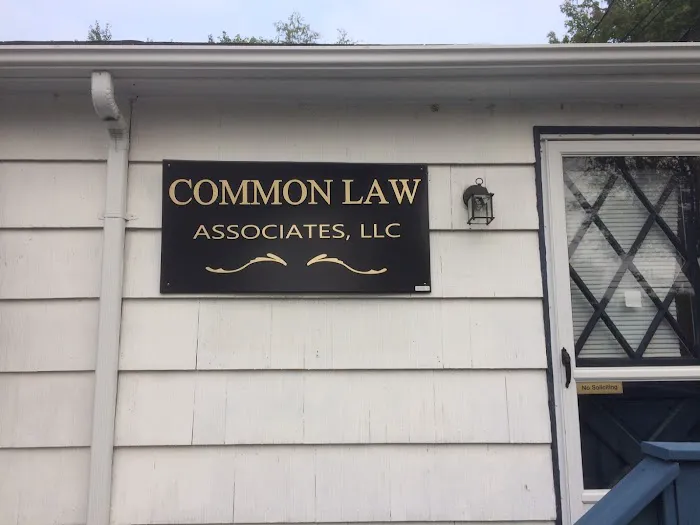 COMMON LAW
ASSOCIATES, LLC
No Soliciting